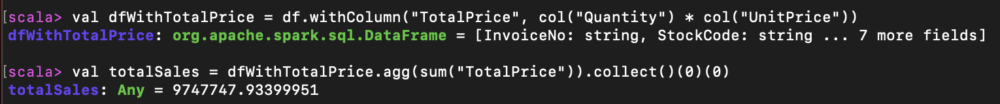 scala> val dfWithTotalPrice = df.withColumn("TotalPrice", col("Quantity") * col("UnitPrice"))
dfWithTotalPrice: org.apache.spark.sql.DataFrame = [InvoiceNo: string, StockCode: string ... 7 more fields]
scala> val totalSales = dfWithTotalPrice.agg(sum("TotalPrice")).collect()(0)(0)
totalSales: Any = 9747747.93399951